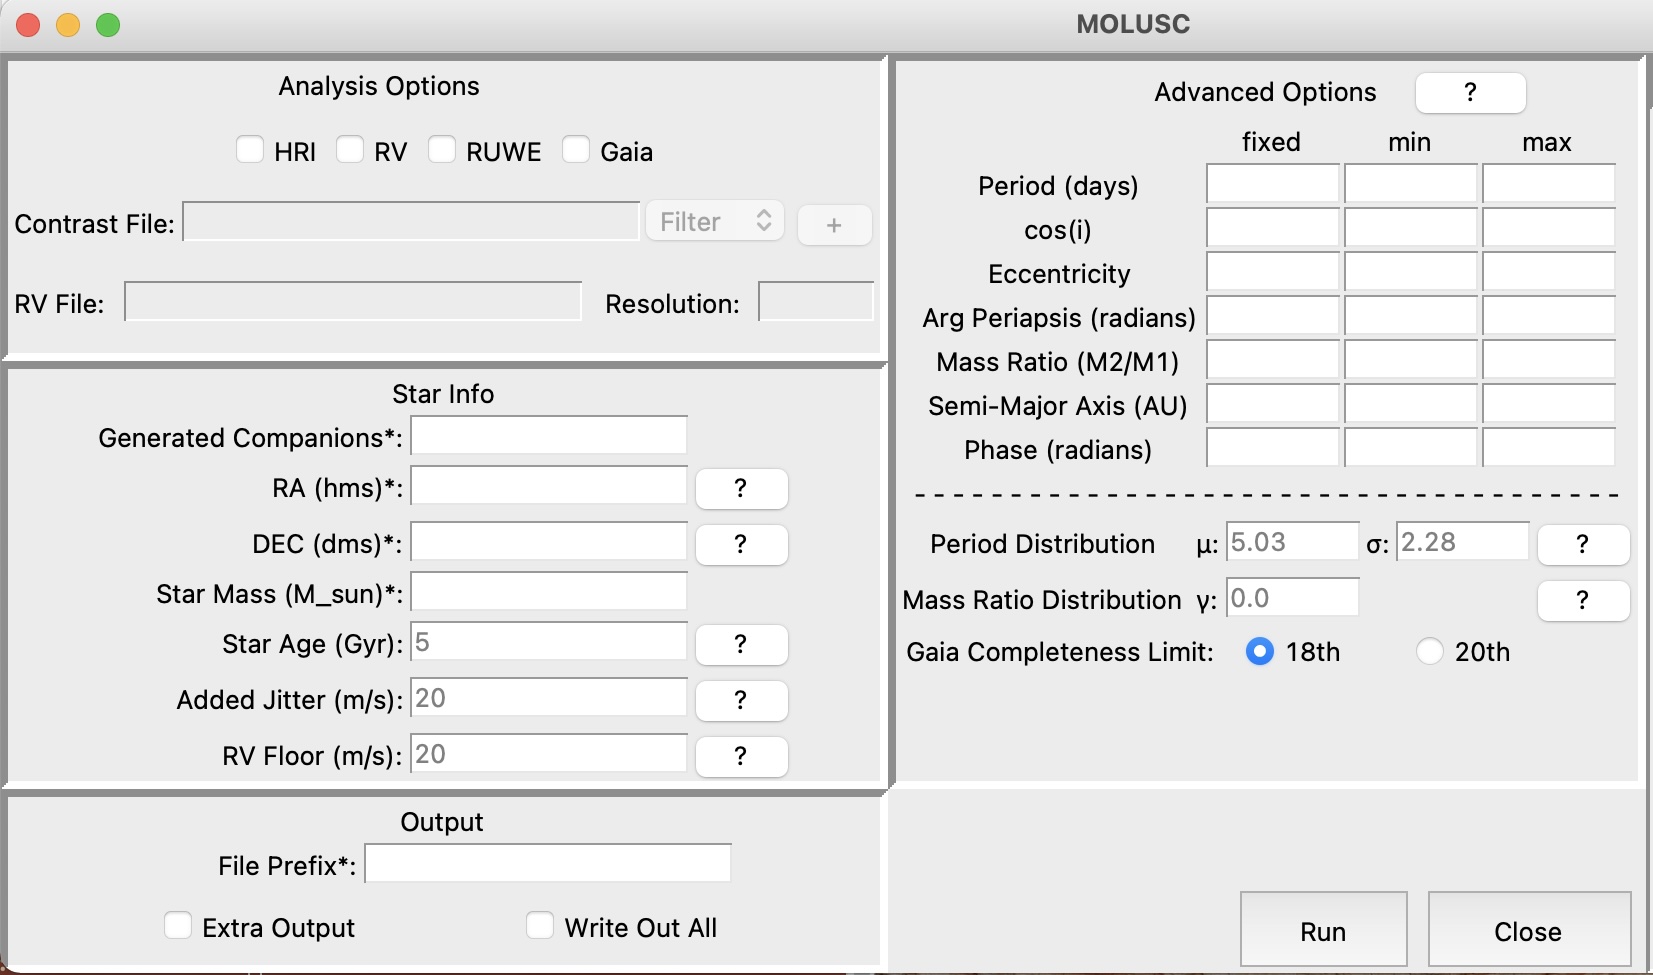 MOLUSC
Analysis Options
HRI RV RUWE Gaia
Contrast File: Filter +
RV File: Resolution:
Star Info
Generated Companions*:
RA (hms)*: ?
DEC (dms)*: ?
Star Mass (M_sun)*:
Star Age (Gyr): 5 ?
Added Jitter (m/s): 20 ?
RV Floor (m/s): 20 ?
Output
File Prefix*:
Extra Output Write Out All
Advanced Options ?
fixed min max
Period (days)
cos(i)
Eccentricity
Arg Periapsis (radians)
Mass Ratio (M2/M1)
Semi-Major Axis (AU)
Phase (radians)
Period Distribution μ: 5.03 σ: 2.28 ?
Mass Ratio Distribution γ: 0.0 ?
Gaia Completeness Limit: 18th 20th
Run Close